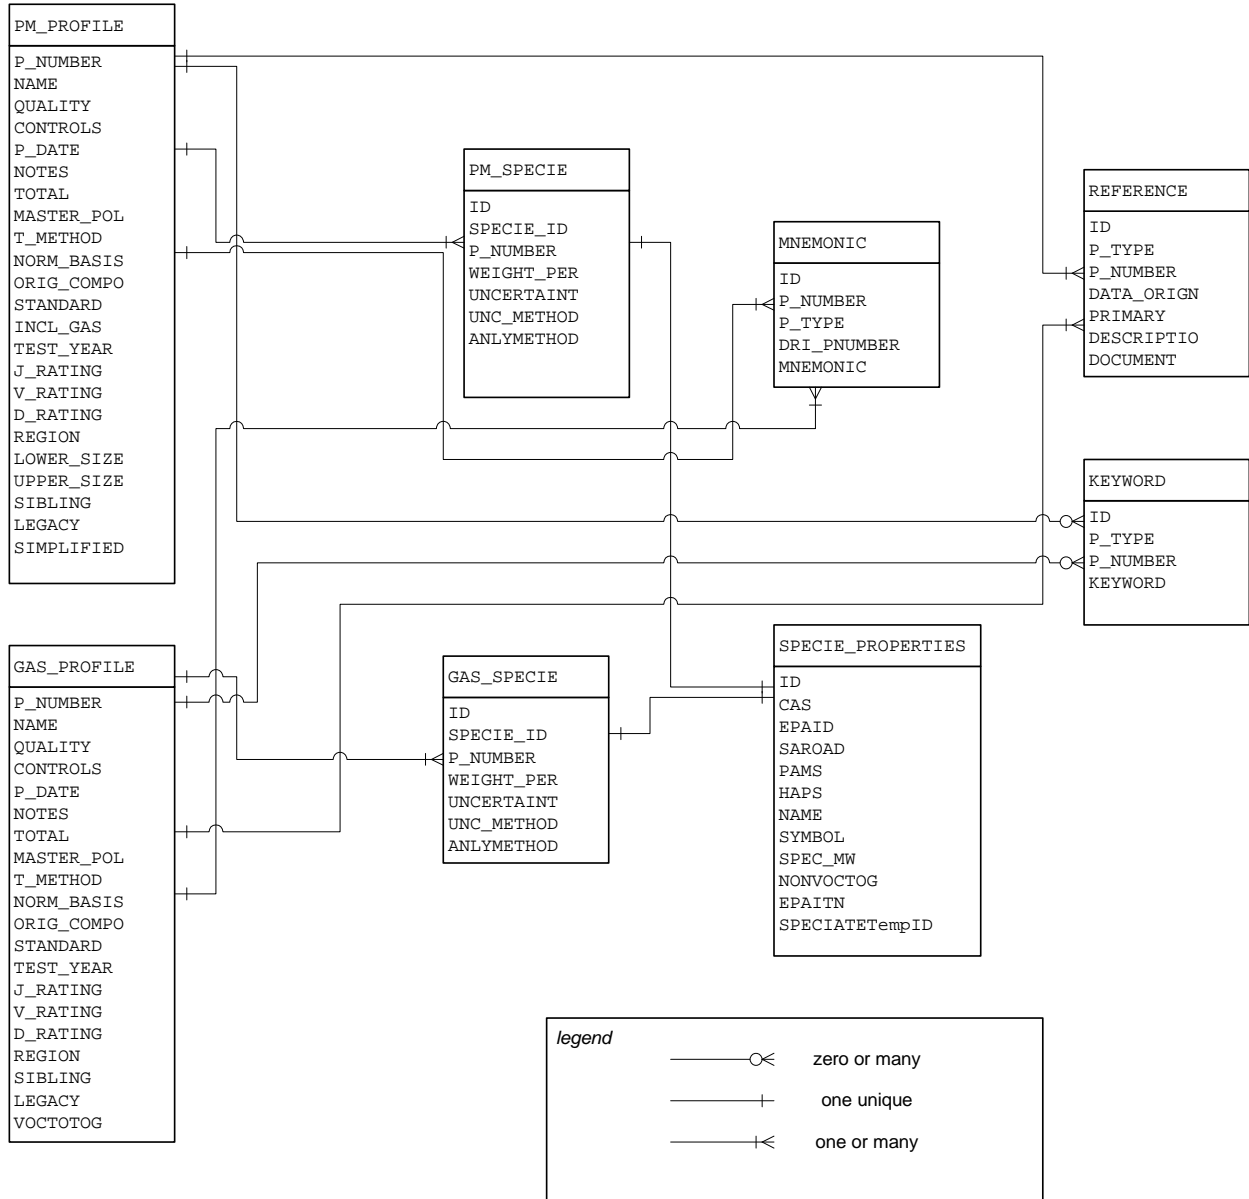 PM_PROFILE
P_NUMBER
NAME
QUALITY
CONTROLS
P_DATE
NOTES
TOTAL
MASTER_POL
T_METHOD
NORM_BASIS
ORIG_COMPO
STANDARD
INCL_GAS
TEST_YEAR
J_RATING
V_RATING
D_RATING
REGION
LOWER_SIZE
UPPER_SIZE
SIBLING
LEGACY
SIMPLIFIED
PM_SPECIE
ID
SPECIE_ID
P_NUMBER
WEIGHT_PER
UNCERTAINT
UNC_METHOD
ANLYMETHOD
MNEMONIC
ID
P_NUMBER
P_TYPE
DRI_PNUMBER
MNEMONIC
REFERENCE
ID
P_TYPE
P_NUMBER
DATA_ORIGN
PRIMARY
DESCRIPTIO
DOCUMENT
KEYWORD
ID
P_TYPE
P_NUMBER
KEYWORD
GAS_PROFILE
P_NUMBER
NAME
QUALITY
CONTROLS
P_DATE
NOTES
TOTAL
MASTER_POL
T_METHOD
NORM_BASIS
ORIG_COMPO
STANDARD
TEST_YEAR
J_RATING
V_RATING
D_RATING
REGION
SIBLING
LEGACY
VOCTOTOG
GAS_SPECIE
ID
SPECIE_ID
P_NUMBER
WEIGHT_PER
UNCERTAINT
UNC_METHOD
ANLYMETHOD
SPECIE_PROPERTIES
ID
CAS
EPAID
SAROAD
PAMS
HAPS
NAME
SYMBOL
SPEC_MW
NONVOCTOG
EPAITN
SPECIATETempID
legend
zero or many
one unique
one or many